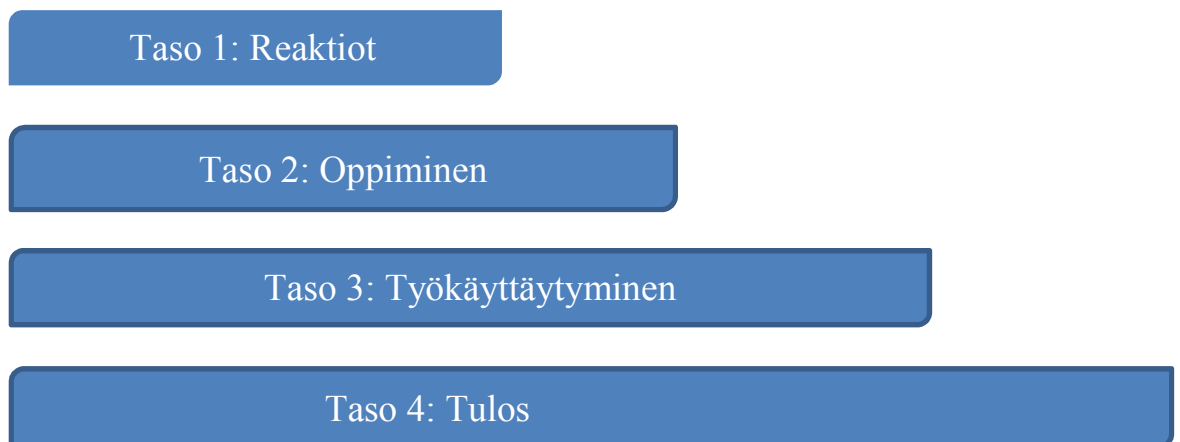 Taso 1: Reaktiot
Taso 2: Oppiminen
Taso 3: Työkäyttäytyminen
Taso 4: Tulos